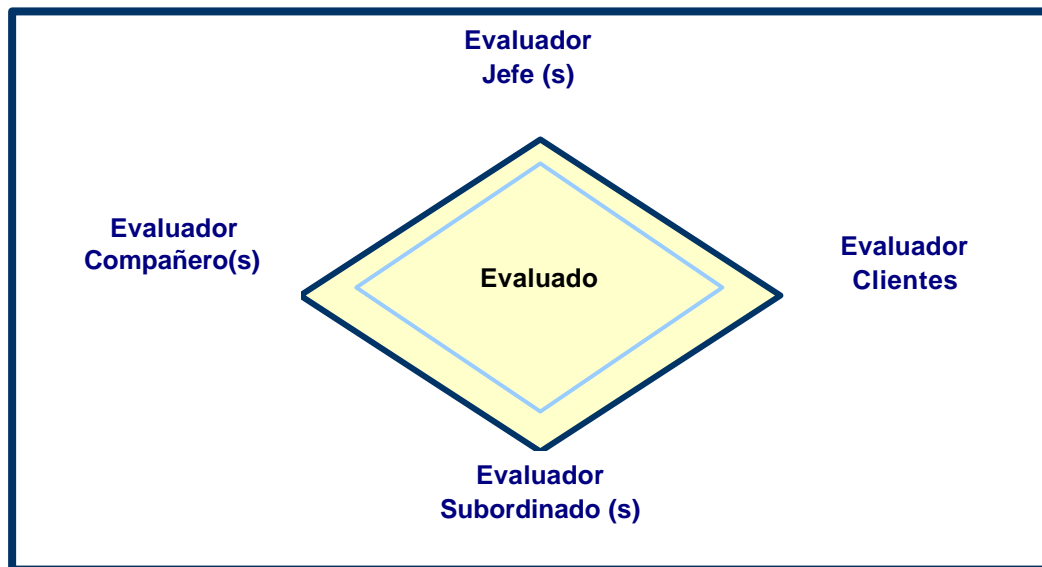 Evaluador
Jefe (s)
Evaluador
Compañero(s)
Evaluador
Clientes
Evaluado
Evaluador
Subordinado (s)